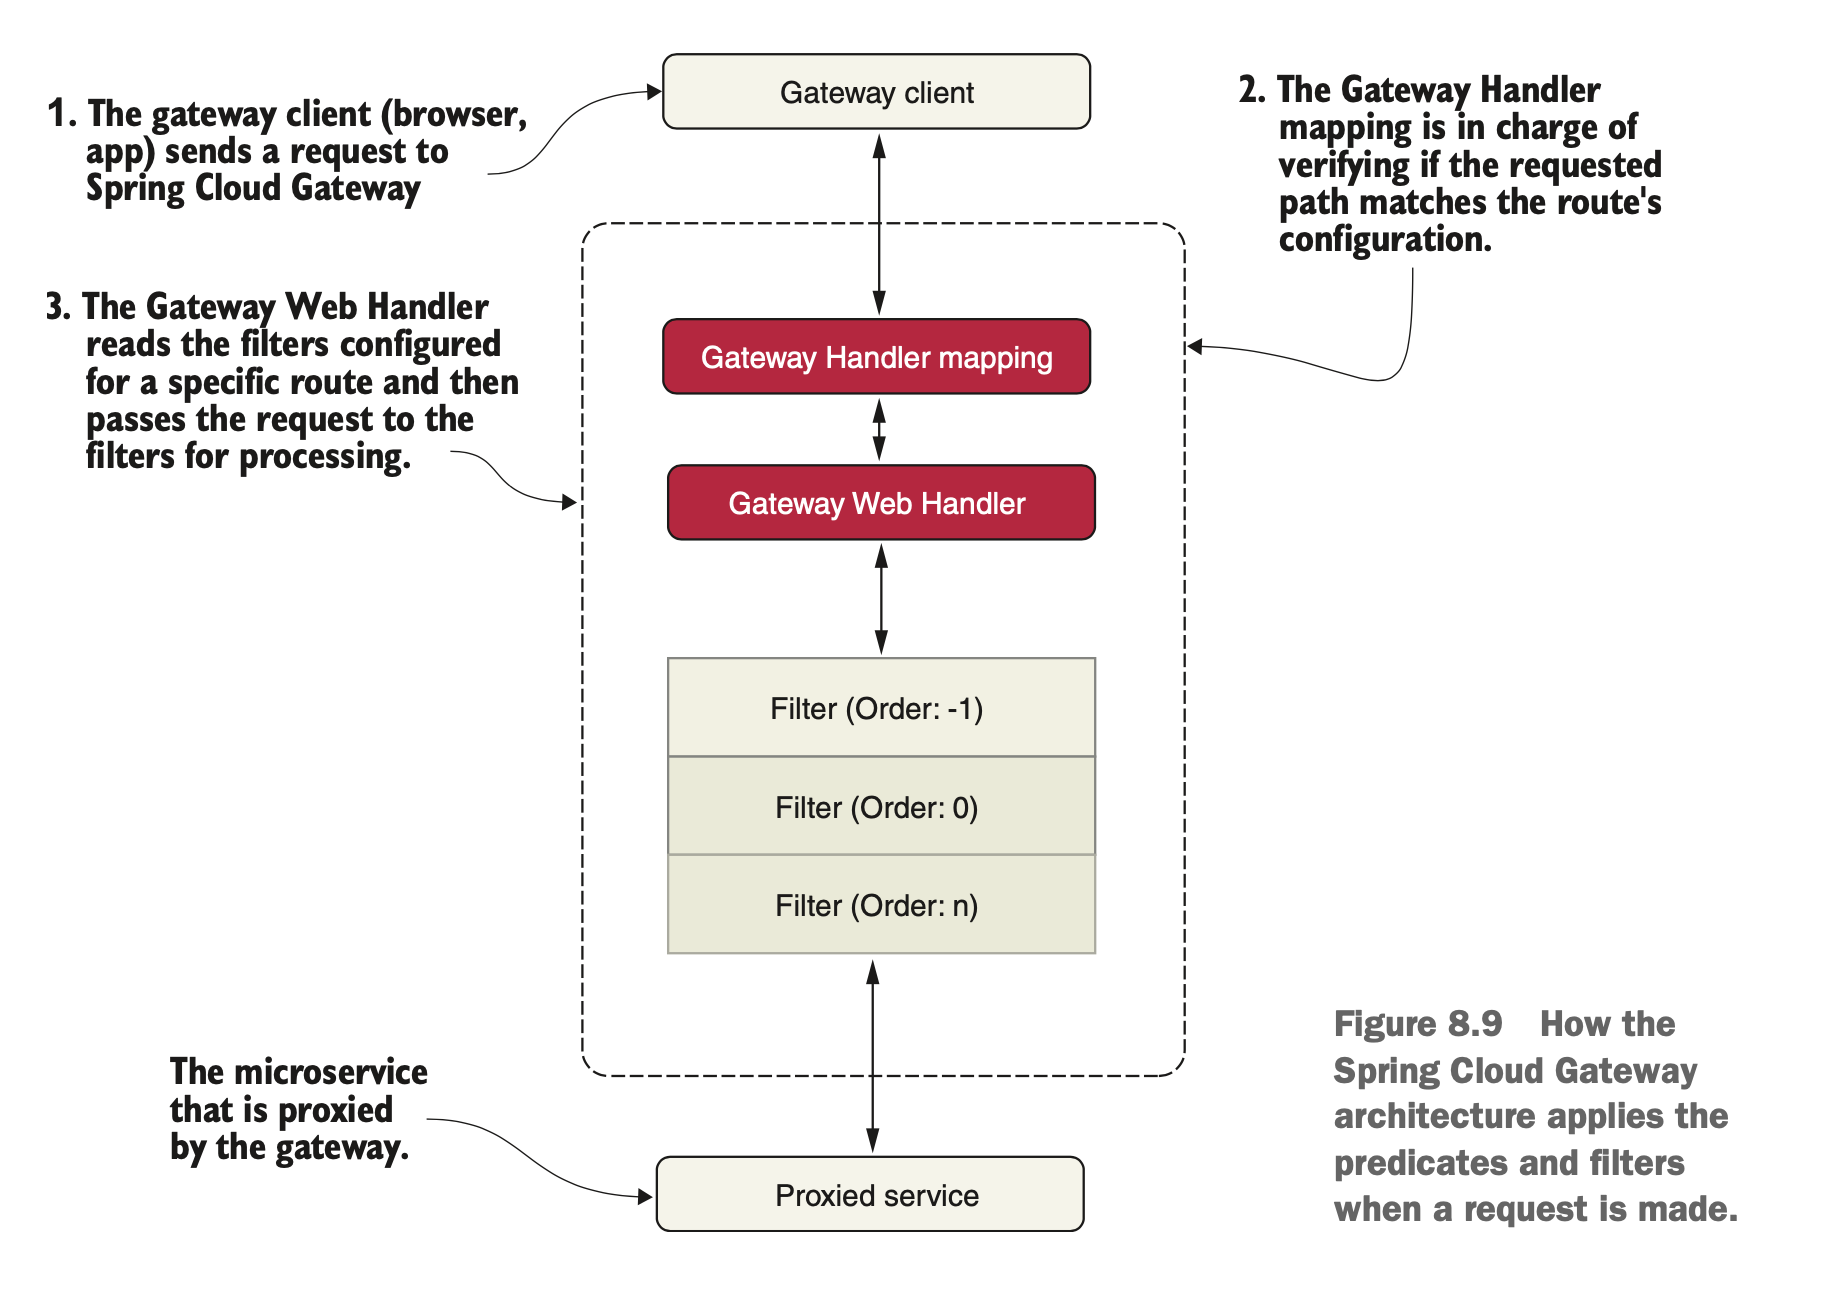 Gateway client
1. The gateway client (browser,
app) sends a request to
Spring Cloud Gateway
2. The Gateway Handler
mapping is in charge of
verifying if the requested
path matches the route's
configuration.
3. The Gateway Web Handler
reads the filters configured
for a specific route and then
passes the request to the
filters for processing.
Gateway Handler mapping
Gateway Web Handler
Filter (Order: -1)
Filter (Order: 0)
Filter (Order: n)
The microservice
that is proxied
by the gateway.
Proxied service
Figure 8.9 How the
Spring Cloud Gateway
architecture applies the
predicates and filters
when a request is made.